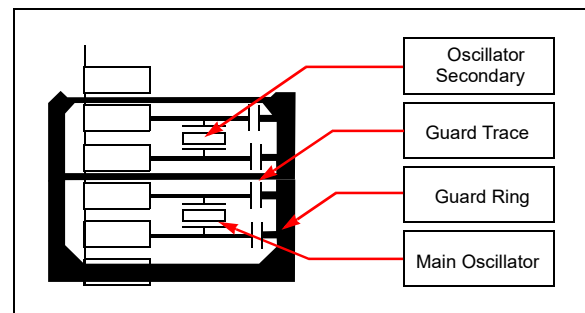 Oscillator
Secondary
Guard Trace
Guard Ring
Main Oscillator